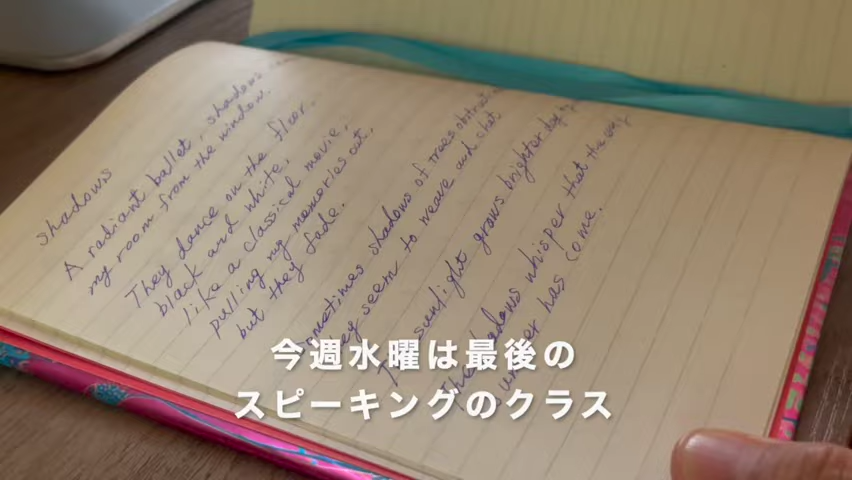 shadows
A radiant ballet, shadows
my room from the window.
They dance on the floor,
black and white,
like a classical movie,
pulling my memories out,
but they fade.
Sometimes shadows of trees
they seem to weave and chat
sunlight grows brighter day by
The shadows whisper that the
has come.
今週水曜は最後の
スピーキングのクラス